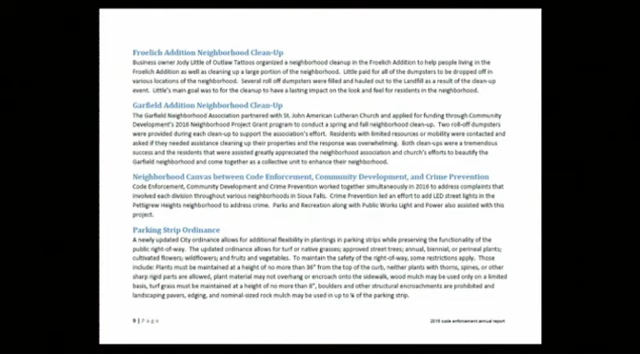 Froelich Addition Neighborhood Clean-Up
Business owner Jody Little of Outlaw Tattoos organized a neighborhood cleanup in the Froelich Addition to help people living in the
Froelich Addition as well as cleaning up a large portion of the neighborhood. Little paid for all of the dumpsters to be dropped off in
various locations of the neighborhood. Several roll off dumpsters were filled and hauled out to the Landfill as a result of the clean-up
event. Little's main goal was to for the cleanup to have a lasting impact on the look and feel for residents in the neighborhood.
Garfield Addition Neighborhood Clean-Up
The Garfield Neighborhood Association partnered with St. John American Lutheran Church and applied for funding through Community
Development's 2016 Neighborhood Project Grant program to conduct a spring and fall neighborhood clean-up. Two roll-off dumpsters
were provided during each clean-up to support the association's effort. Residents with limited resources or mobility were contacted and
asked if they needed assistance cleaning up their properties and the response was overwhelming. Both clean-ups were a tremendous
success and the residents that were assisted greatly appreciated the neighborhood association and church's efforts to beautify the
Garfield neighborhood and come together as a collective unit to enhance their neighborhood.
Neighborhood Canvas between Code Enforcement, Community Development, and Crime Prevention
Code Enforcement, Community Development and Crime Prevention worked together simultaneously in 2016 to address complaints that
involved each division throughout various neighborhoods in Sioux Falls. Crime Prevention led an effort to add LED street lights in the
Pettigrew Heights neighborhood to address crime. Parks and Recreation along with Public Works Light and Power also assisted with this
project.
Parking Strip Ordinance
A newly updated City ordinance allows for additional flexibility in plantings in parking strips while preserving the functionality of the
public right-of-way. The updated ordinance allows for turf or native grasses; approved street trees; annual, biennial, or perineal plants;
cultivated flowers; wildflowers; and fruits and vegetables. To maintain the safety of the right-of-way, some restrictions apply. Those
include: Plants must be maintained at a height of no more than 36" from the top of the curb, neither plants with thorns, spines, or other
sharp rigid parts are allowed, plant material may not overhang or encroach onto the sidewalk, wood mulch may be used only on a limited
basis, turf grass must be maintained at a height of no more than 8", boulders and other structural encroachments are prohibited and
landscaping pavers, edging, and nominal-sized rock mulch may be used in up to ¼ of the parking strip.
9 | Page
2016 code enforcement annual report